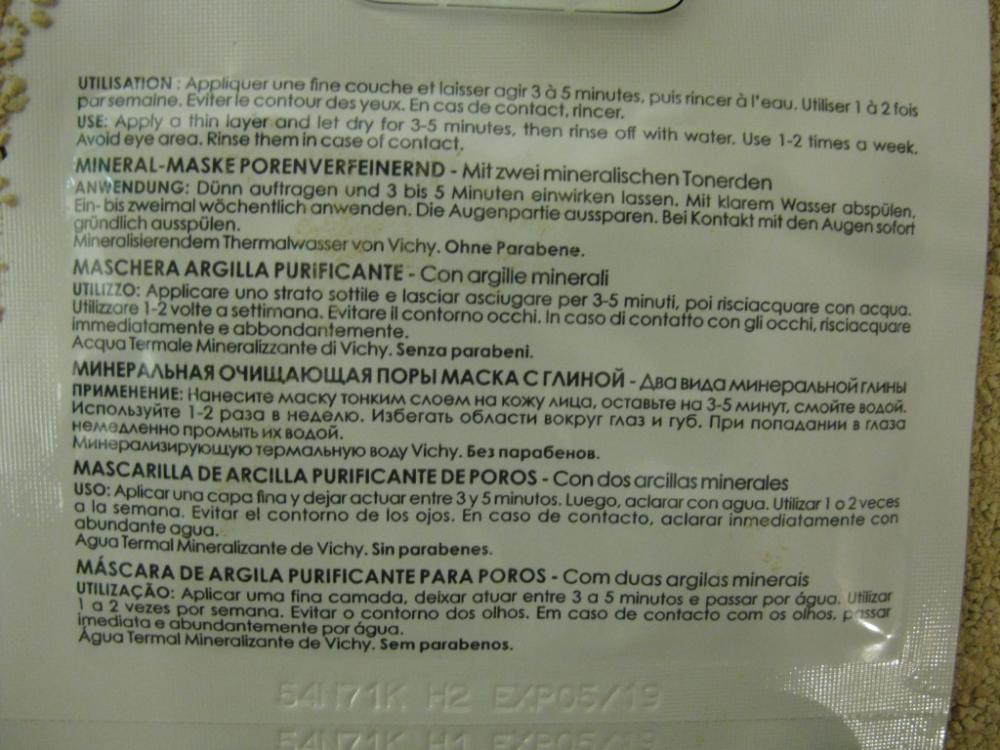 UTILISATION : Appliquer une fine couche et laisser agir 3 à 5 minutes, puis rincer à l'eau. Utiliser 1 à 2 fois
par semaine. Eviter le contour des yeux. En cas de contact, rincer.
USE: Apply a thin layer and let dry for 3-5 minutes, then rinse off with water. Use 1-2 times a week.
Avoid eye area. Rinse them in case of contact.
MINERAL-MASKE PORENVERFEINERND - Mit zwei mineralischen Tonerden
ANWENDUNG: Dünn auftragen und 3 bis 5 Minuten einwirken lassen. Mit klarem Wasser abspülen.
Ein- bis zweimal wöchentlich anwenden. Die Augenpartie aussparen. Bei Kontakt mit den Augen sofort
gründlich ausspülen.
Mineralisierendem Thermalwasser von Vichy. Ohne Parabene.
MASCHERA ARGILLA PURIFICANTE - Con argille minerali
UTILIZZO: Applicare uno strato sottile e lasciar asciugare per 3-5 minuti, poi risciacquare con acqua.
Utilizzare 1-2 volte a settimana. Evitare il contorno occhi. In caso di contatto con gli occhi, risciacquare
immediatamente e abbondantemente.
Acqua Termale Mineralizzante di Vichy. Senza parabeni.
МИНЕРАЛЬНАЯ ОЧИЩАЮЩАЯ ПОРЫ МАСКА С ГЛИНОЙ - Два вида минеральной глины
ПРИМЕНЕНИЕ: Нанесите маску тонким слоем на кожу лица, оставьте на 3-5 минут, смойте водой.
Используйте 1-2 раза в неделю. Избегать области вокруг глаз и губ. При попадании в глаза
немедленно промыть их водой.
Минерализирующую термальную воду Vichy. Без парабенов.
MASCARILLA DE ARCILLA PURIFICANTE DE POROS - Con dos arcillas minerales
USO: Aplicar una capa fina y dejar actuar entre 3 y 5 minutos. Luego, aclarar con agua. Utilizar 1 o 2 veces
a la semana. Evitar el contorno de los ojos. En caso de contacto, aclarar inmediatamente con
abundante agua.
Agua Termal Mineralizante de Vichy. Sin parabenes.
MÁSCARA DE ARGILA PURIFICANTE PARA POROS - Com duas argilas minerais
UTILIZAÇÃO: Aplicar uma fina camada, deixar atuar entre 3 a 5 minutos e passar por água. Utilizar
1 a 2 vezes por semana. Evitar o contorno dos olhos. Em caso de contacto com os olhos, passar
imediata e abundantemente por água.
Água Termal Mineralizante de Vichy. Sem parabenos.
54N71K H2 EXP05/19
54N71K H1 EXP05/19